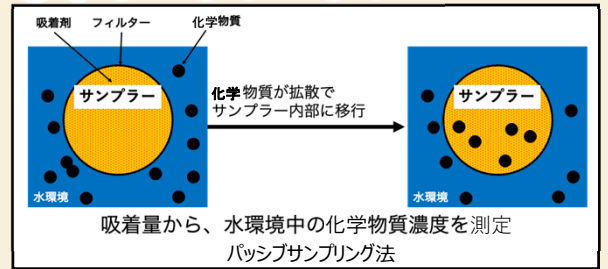 吸着剤 フィルター 化学物質
サンプラー
水環境
化学物質が拡散で
サンプラー内部に移行
サンプラー
水環境
吸着量から、水環境中の化学物質濃度を測定
パッシブサンプリング法